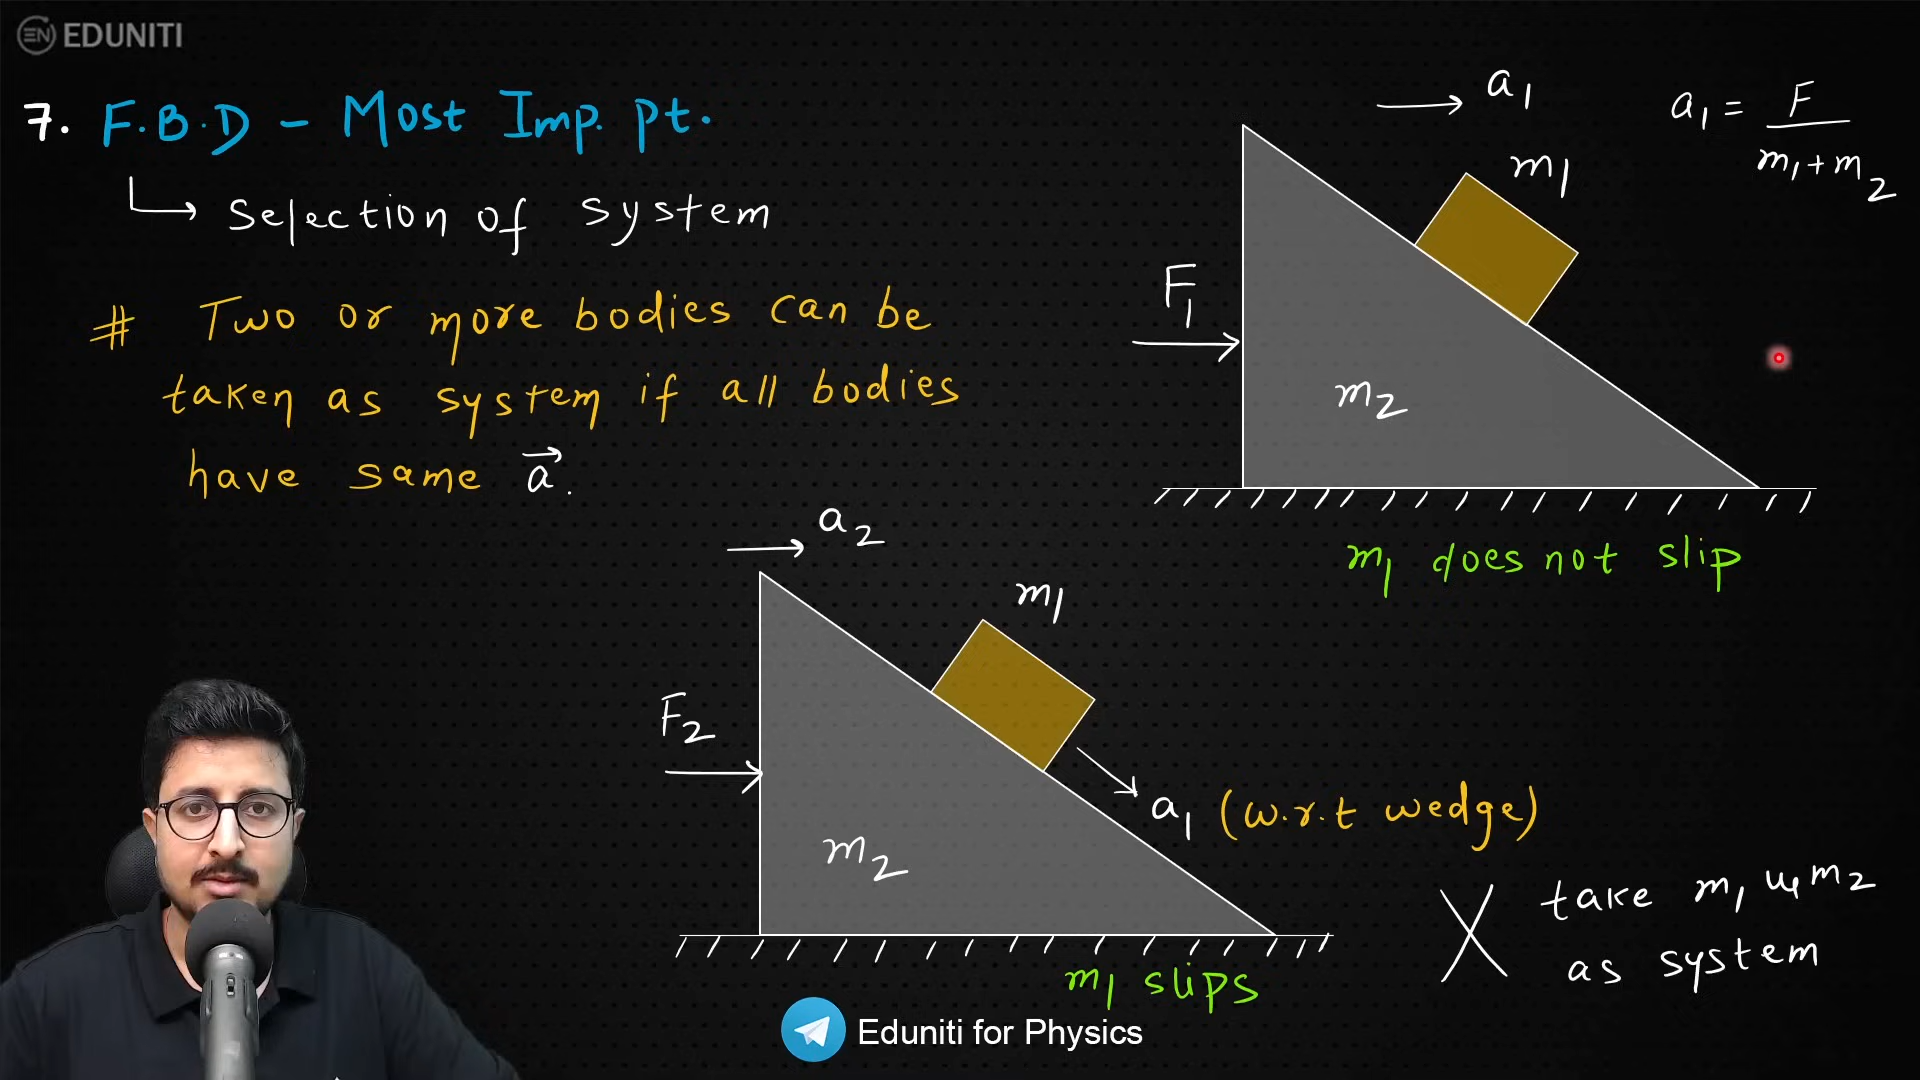 EN EDUNITI
7. F.B.D - Most Imp. pt.
Selection of system
# Two or more bodies can be
taken as system if all bodies
have same a⃗.
a₁
a₁ = F / m₁ + m₂
m₁
F₁
m₂
m₁ does not slip
a₂
m₁
F₂
a₁ (w.r.t wedge)
m₂
X take m₁ & m₂
as system
m₁ slips
Eduniti for Physics